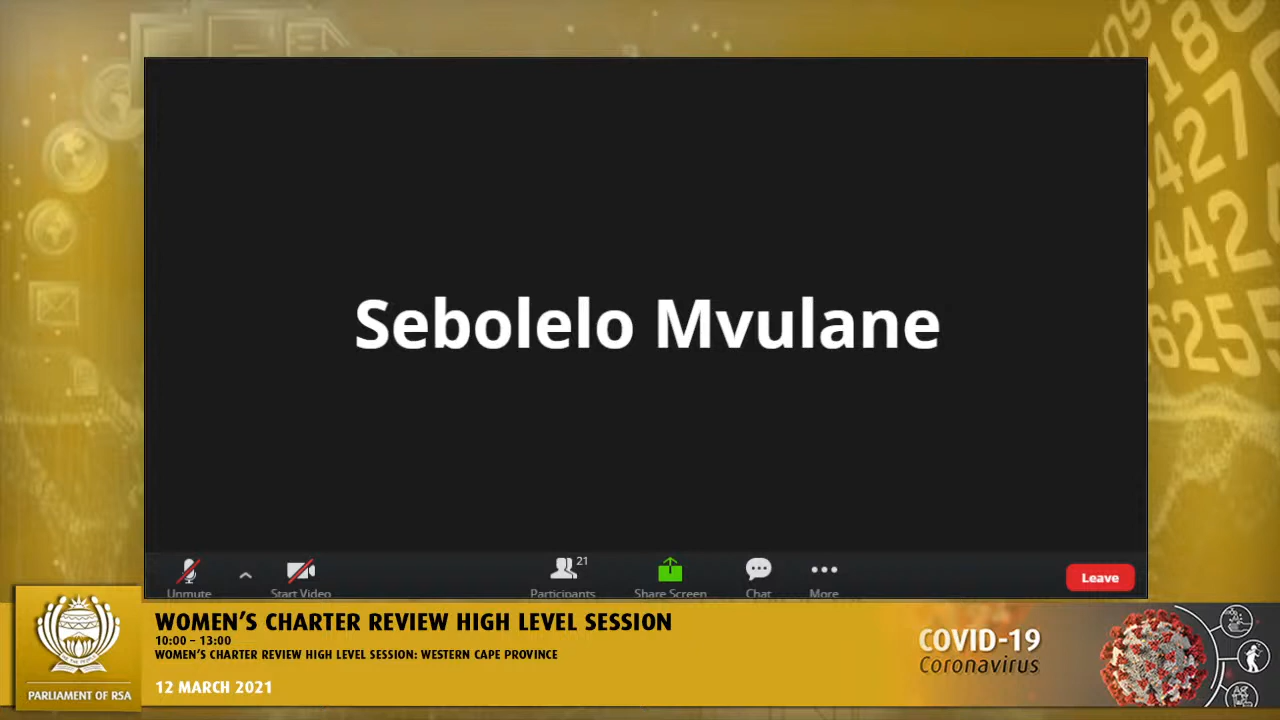 Sebolelo Mvulane
21
Unmute
Start Video
Participants
Share Screen
Chat
More
Leave
WOMEN'S CHARTER REVIEW HIGH LEVEL SESSION
10:00 – 13:00
WOMEN'S CHARTER REVIEW HIGH LEVEL SESSION: WESTERN CAPE PROVINCE
12 MARCH 2021
PARLIAMENT OF RSA
COVID-19
Coronavirus